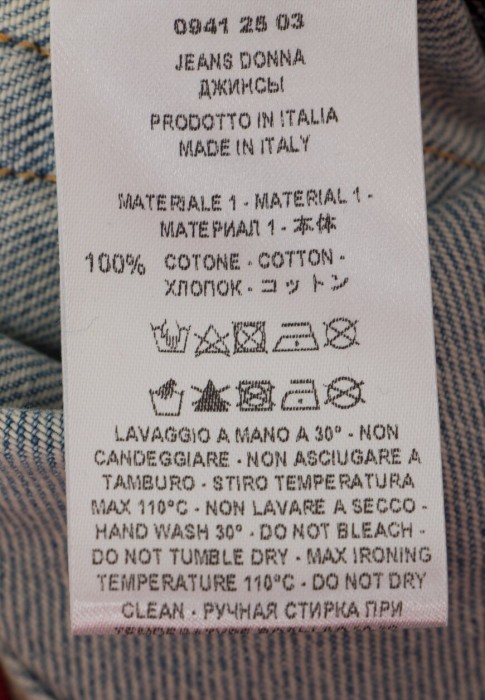 0941 25 03
JEANS DONNA
ДЖИНСЫ
PRODOTTO IN ITALIA
MADE IN ITALY
MATERIALE 1 - MATERIAL 1 -
МАТЕРИАЛ 1 - 本体
100% COTONE - COTTON -
ХЛОПОК - コットン
LAVAGGIO A MANO A 30° - NON
CANDEGGIARE - NON ASCIUGARE A
TAMBURO - STIRO TEMPERATURA
MAX 110°C - NON LAVARE A SECCO -
HAND WASH 30° - DO NOT BLEACH -
DO NOT TUMBLE DRY - MAX IRONING
TEMPERATURE 110°C - DO NOT DRY
CLEAN - РУЧНАЯ СТИРКА ПРИ